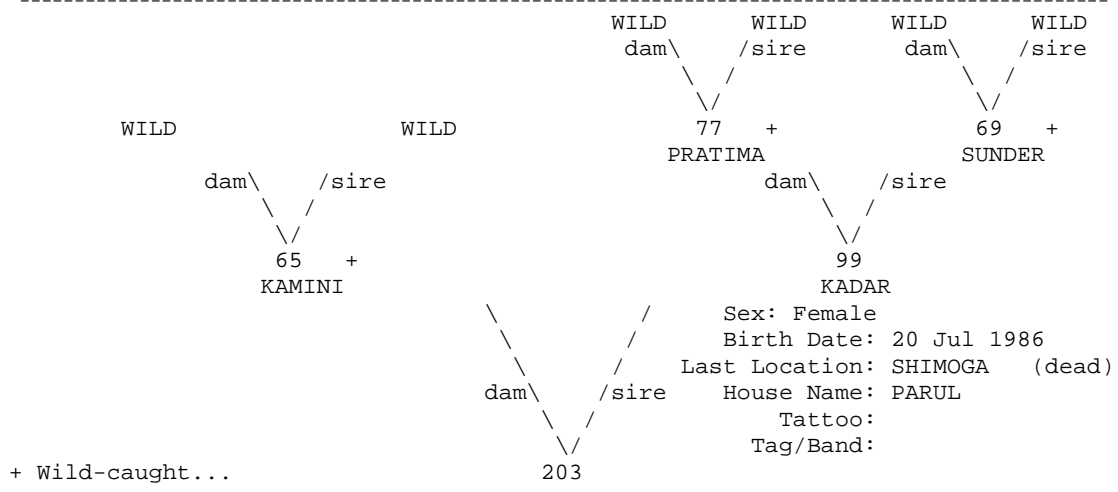 -----------------------------------------------------------------------------------------------------
WILD WILD WILD WILD
dam\ /sire dam\ /sire
\ / \ /
\/ \/
WILD WILD 77 + 69 +
PRATIMA SUNDER
dam\ /sire dam\ /sire
\ / \ /
\/ \/
65 + 99
KAMINI KADAR
\ / Sex: Female
\ / Birth Date: 20 Jul 1986
\ / Last Location: SHIMOGA (dead)
dam\ /sire House Name: PARUL
\ / Tattoo:
\/ Tag/Band:
+ Wild-caught... 203